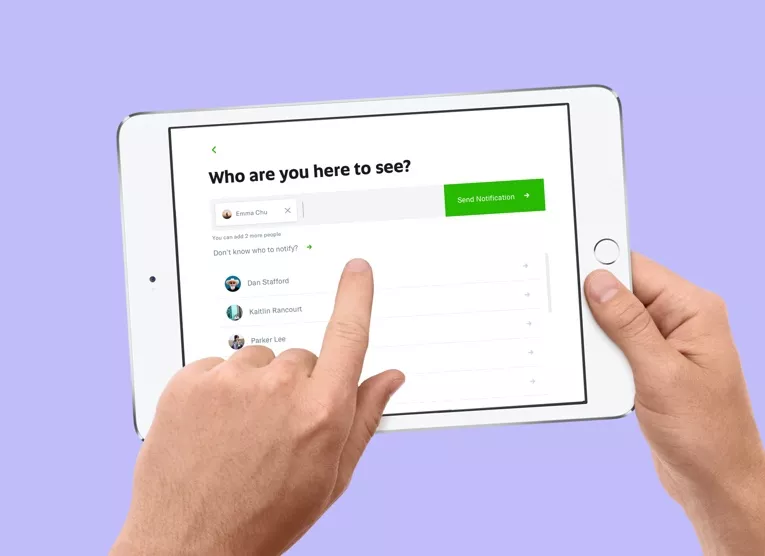 Who are you here to see?
Emma Chu
Send Notification
You can add 2 more people
Don't know who to notify?
Dan Stafford
Kaitlin Rancourt
Parker Lee